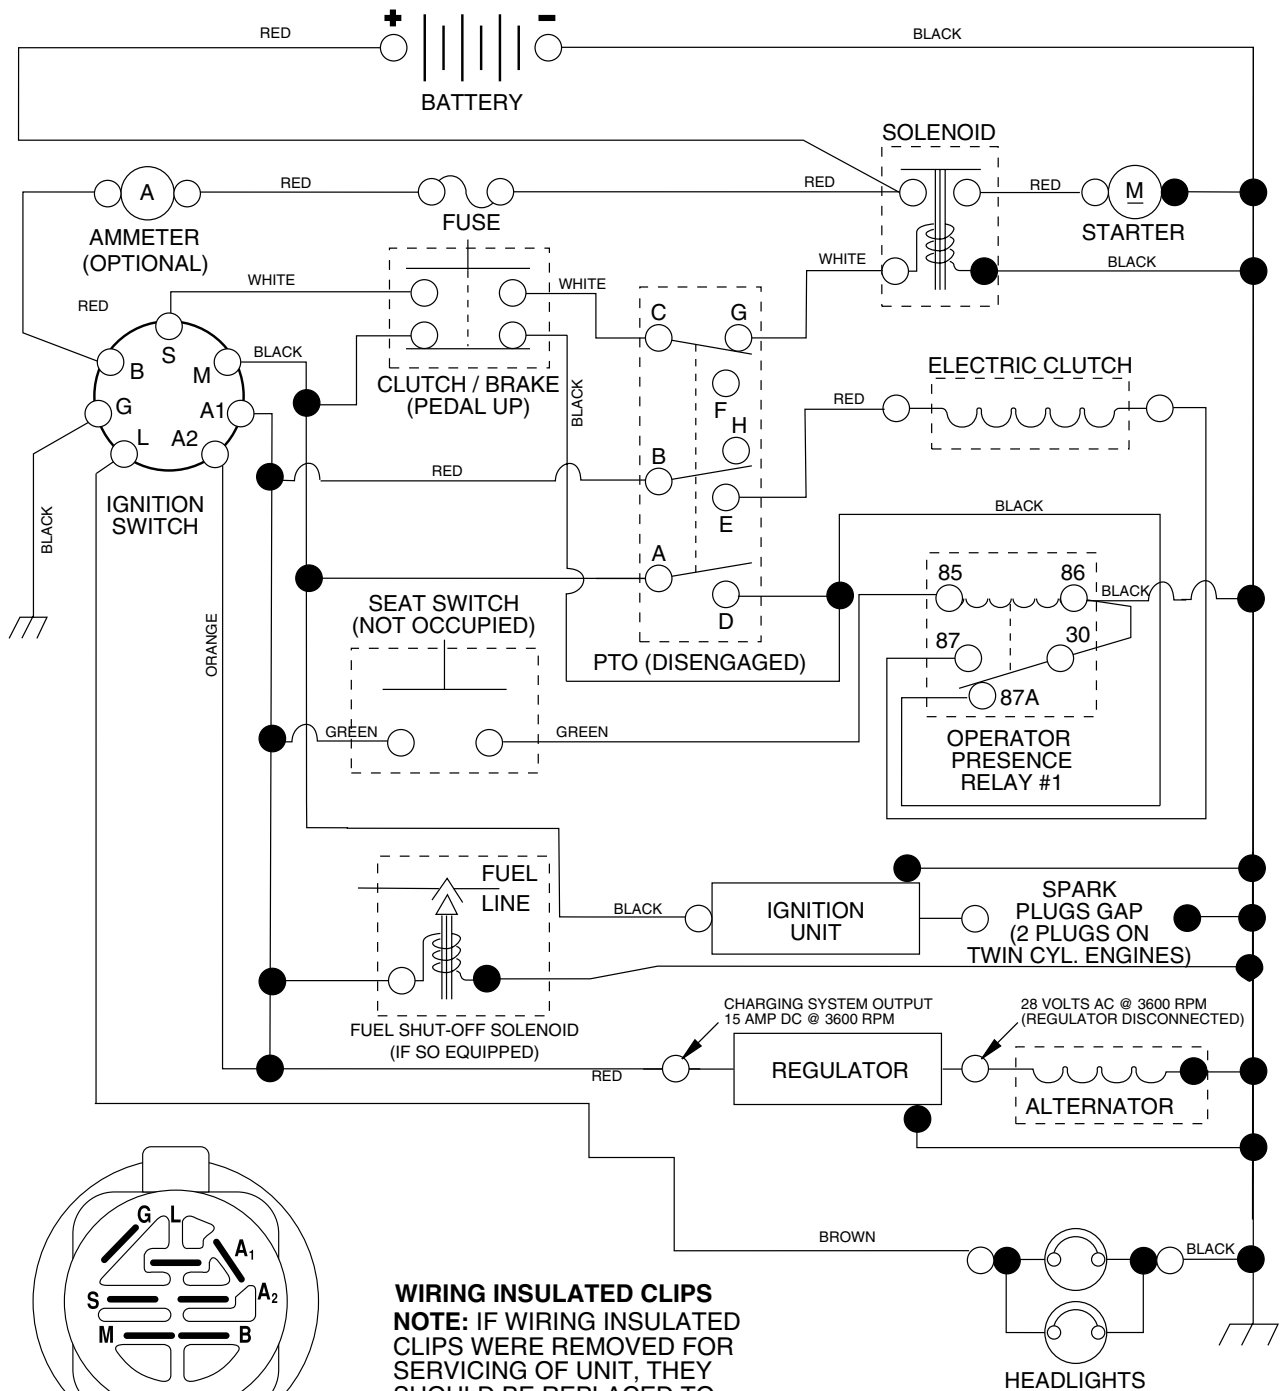 +
-
RED
BLACK
BATTERY
SOLENOID
RED
RED
RED
A
M
FUSE
AMMETER
(OPTIONAL)
STARTER
WHITE
WHITE
WHITE
BLACK
RED
S
B
M
BLACK
G
A1
L
A2
CLUTCH / BRAKE
(PEDAL UP)
BLACK
C
G
F
H
B
E
A
D
ELECTRIC CLUTCH
RED
RED
IGNITION
SWITCH
BLACK
BLACK
ORANGE
SEAT SWITCH
(NOT OCCUPIED)
PTO (DISENGAGED)
85
86
BLACK
87
30
87A
GREEN
GREEN
OPERATOR
PRESENCE
RELAY #1
FUEL
LINE
BLACK
IGNITION
UNIT
SPARK
PLUGS GAP
(2 PLUGS ON
TWIN CYL. ENGINES)
FUEL SHUT-OFF SOLENOID
(IF SO EQUIPPED)
CHARGING SYSTEM OUTPUT
15 AMP DC @ 3600 RPM
28 VOLTS AC @ 3600 RPM
(REGULATOR DISCONNECTED)
RED
REGULATOR
ALTERNATOR
BROWN
BLACK
HEADLIGHTS
G
L
A1
A2
S
M
B
WIRING INSULATED CLIPS
NOTE: IF WIRING INSULATED
CLIPS WERE REMOVED FOR
SERVICING OF UNIT, THEY
SHOULD BE REPLACED TO